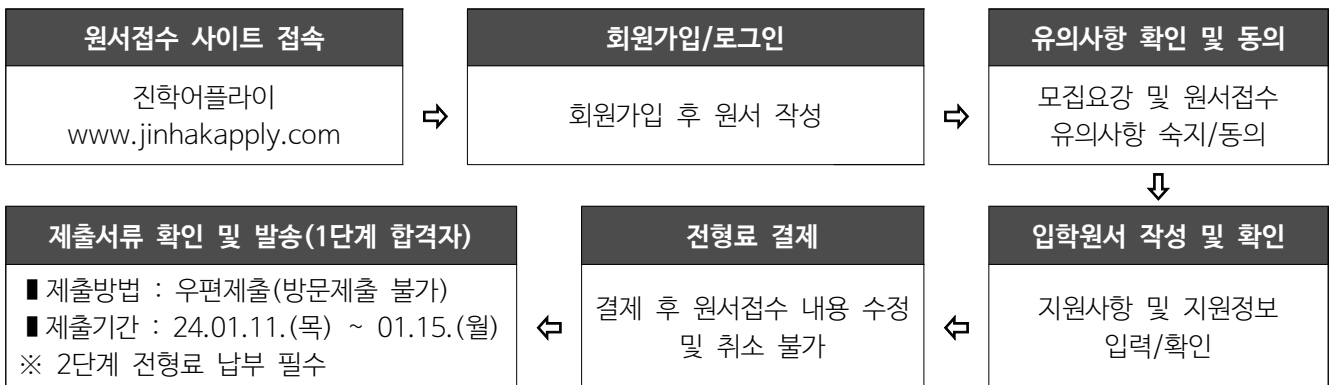 원서접수 사이트 접속
진학어플라이
www.jinhakapply.com
⇨
회원가입/로그인
회원가입 후 원서 작성
⇨
유의사항 확인 및 동의
모집요강 및 원서접수
유의사항 숙지/동의
⇩
입학원서 작성 및 확인
지원사항 및 지원정보
입력/확인
⇦
전형료 결제
결제 후 원서접수 내용 수정
및 취소 불가
⇦
제출서류 확인 및 발송(1단계 합격자)
▮제출방법 : 우편제출(방문제출 불가)
▮제출기간 : 24.01.11.(목) ~ 01.15.(월)
※ 2단계 전형료 납부 필수